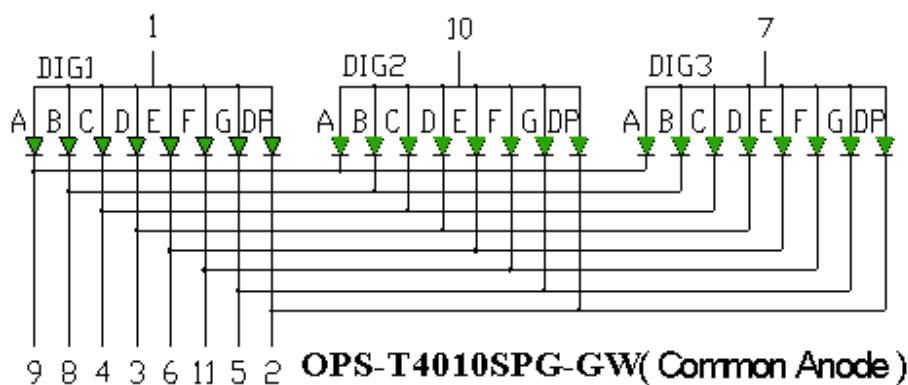 1 10 7
DIG1 DIG2 DIG3
A B C D E F G DP A B C D E F G DP A B C D E F G DP
9 8 4 3 6 11 5 2 OPS-T4010SPG-GW( Common Anode )